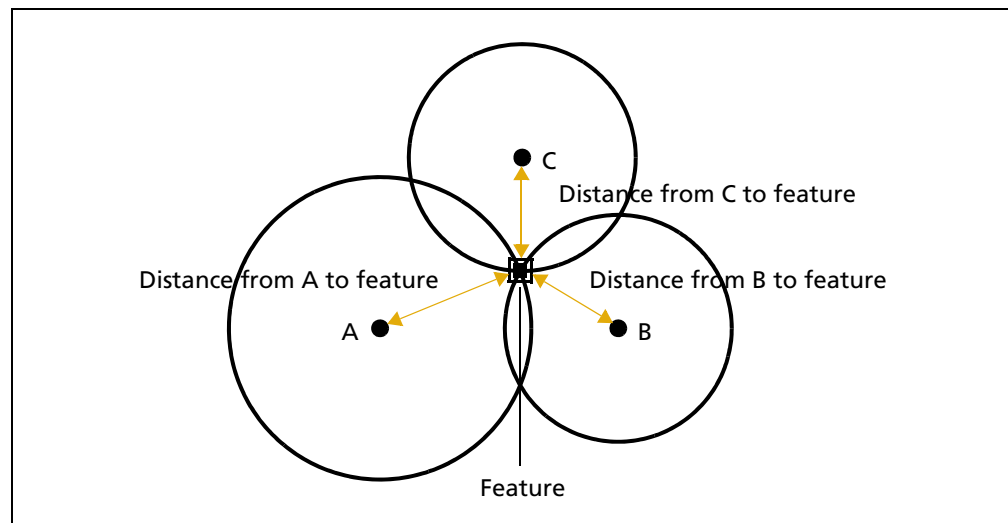 C
Distance from C to feature
Distance from A to feature
Distance from B to feature
A
B
Feature